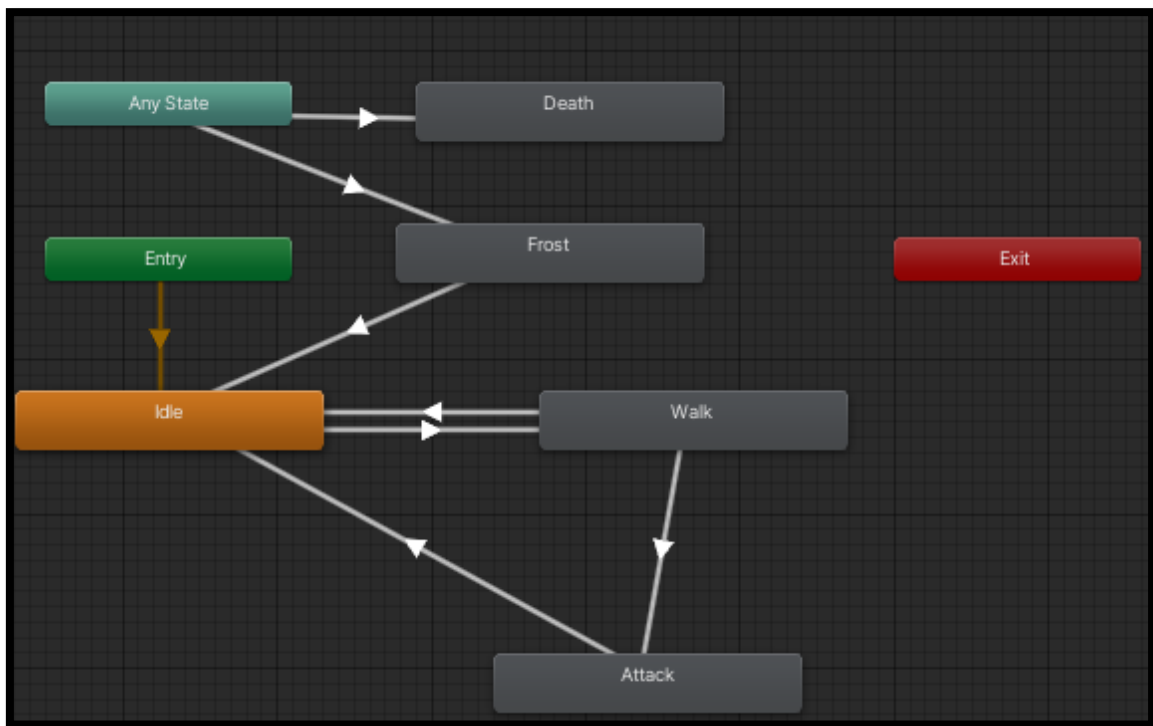 Any State
Death
Frost
Entry
Exit
Idle
Walk
Attack